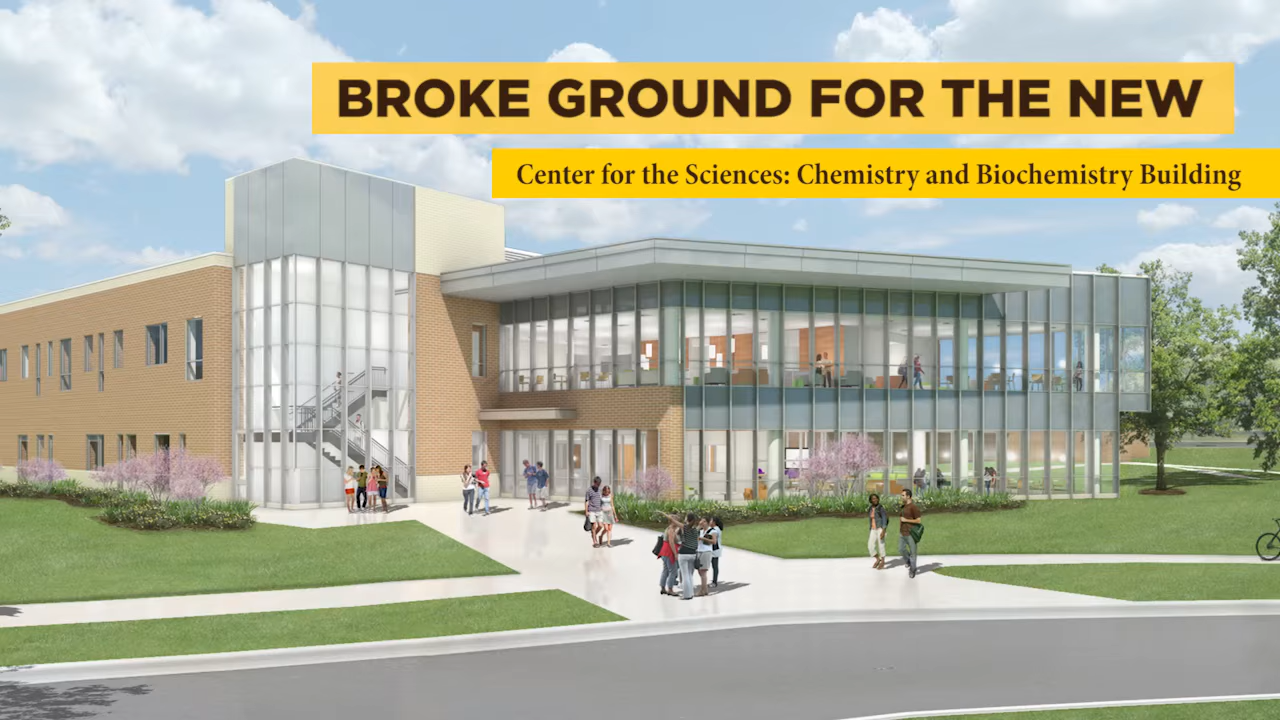 BROKE GROUND FOR THE NEW
Center for the Sciences: Chemistry and Biochemistry Building